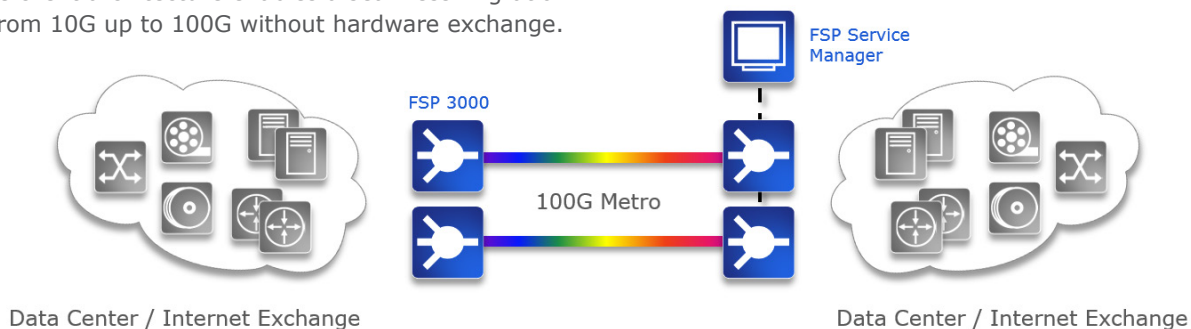 from 10G up to 100G without hardware exchange.
FSP Service
Manager
FSP 3000
100G Metro
Data Center / Internet Exchange
Data Center / Internet Exchange